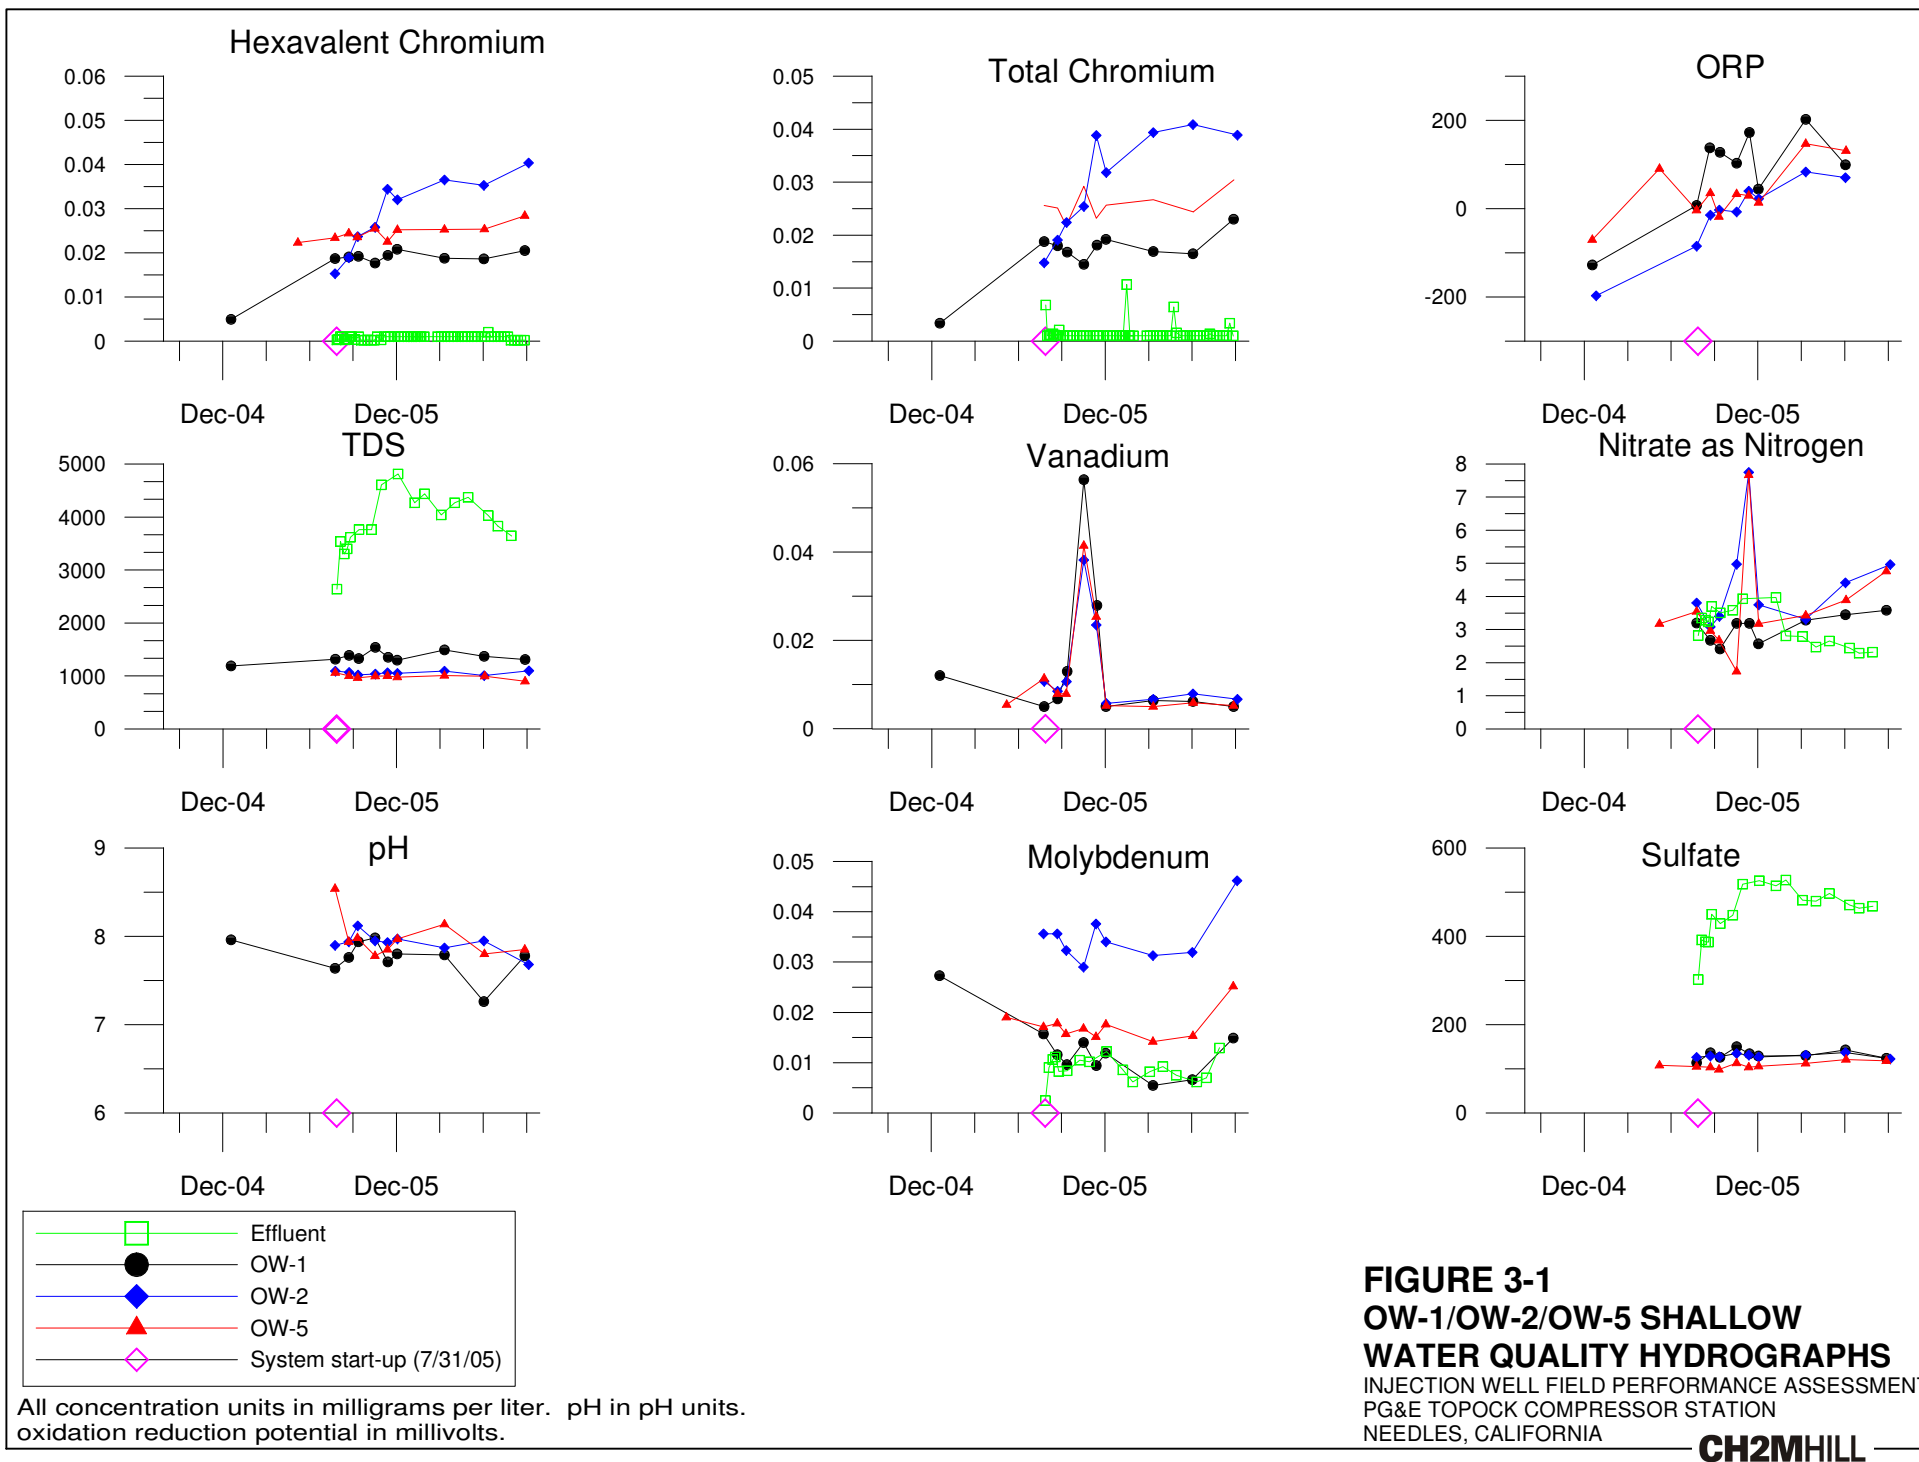 Hexavalent Chromium
0.06
0.05
0.04
0.03
0.02
0.01
0
Dec-04 Dec-05
Total Chromium
0.05
0.04
0.03
0.02
0.01
0
Dec-04 Dec-05
ORP
200
0
-200
Dec-04 Dec-05
TDS
5000
4000
3000
2000
1000
0
Dec-04 Dec-05
Vanadium
0.06
0.04
0.02
0
Dec-04 Dec-05
Nitrate as Nitrogen
8
7
6
5
4
3
2
1
0
Dec-04 Dec-05
pH
9
8
7
6
Dec-04 Dec-05
Molybdenum
0.05
0.04
0.03
0.02
0.01
0
Dec-04 Dec-05
Sulfate
600
400
200
0
Dec-04 Dec-05
Effluent
OW-1
OW-2
OW-5
System start-up (7/31/05)
All concentration units in milligrams per liter. pH in pH units.
oxidation reduction potential in millivolts.
FIGURE 3-1
OW-1/OW-2/OW-5 SHALLOW
WATER QUALITY HYDROGRAPHS
INJECTION WELL FIELD PERFORMANCE ASSESSMENT
PG&E TOPOCK COMPRESSOR STATION
NEEDLES, CALIFORNIA
CH2MHILL